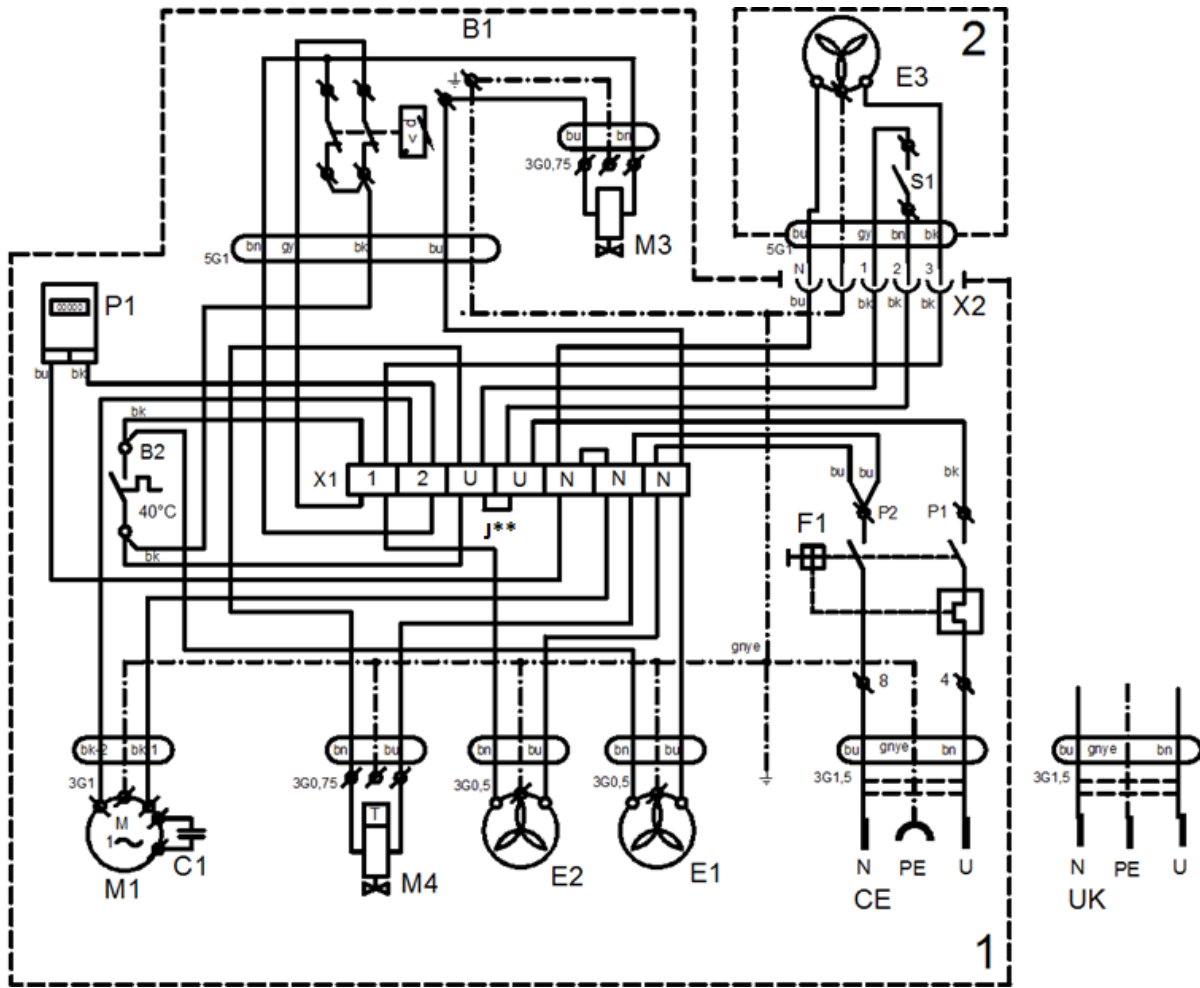 B1
2
E3
bu bn
3G0,75
M3
S1
p
v
bn gy bk bu
5G1
bu gy bn bk
5G1
N 1 2 3
bu bk bk bk
X2
00000
P1
bu bk
bk
B2
40°C
bk
X1 1 2 U U N N N
J**
bu bu bk
P2 P1
F1
gnye
8 4
bk-2 bk-1
3G1
bn bu
3G0,75
bn bu
3G0,5
bn bu
3G0,5
bu gnye bn
3G1,5
bu gnye bn
3G1,5
M
1
M1
C1
T
M4
E2
E1
N PE U
CE
N PE U
UK
1